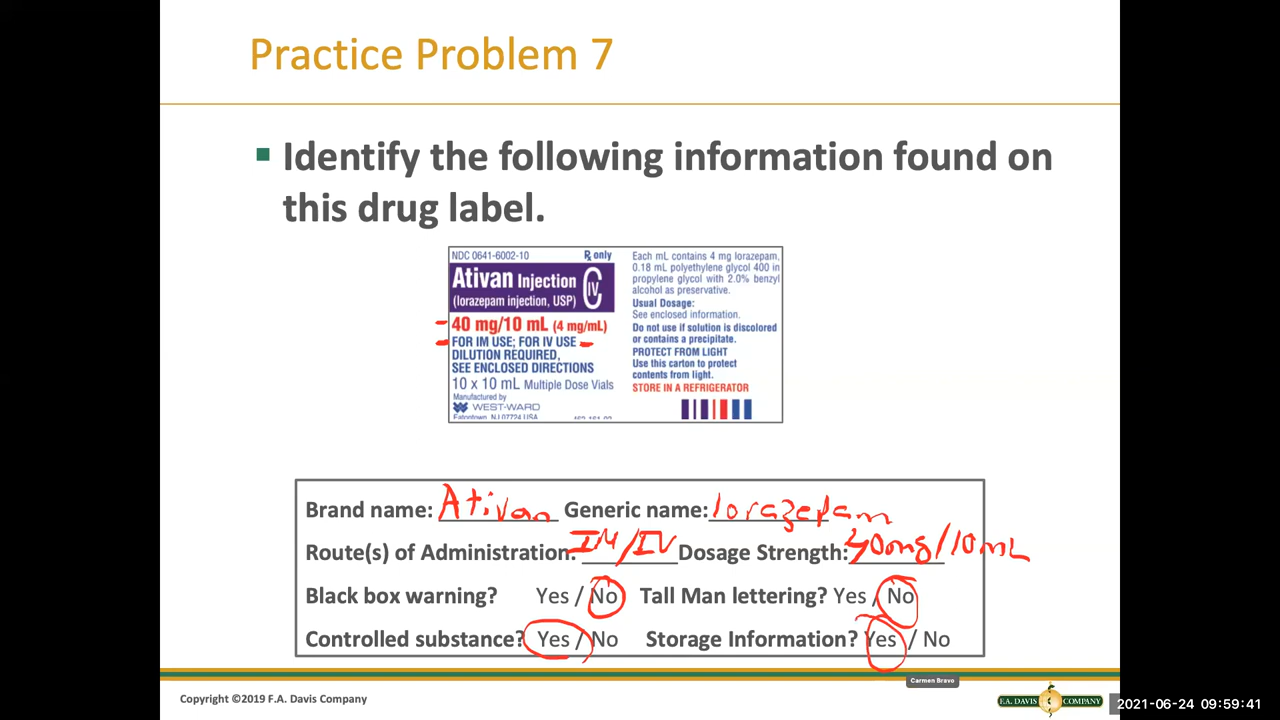 Practice Problem 7
Identify the following information found on
this drug label.
NDC 0641-6002-10 Rx only
Ativan Injection CIV
(lorazepam injection, USP)
40 mg/10 mL (4 mg/mL)
FOR IM USE; FOR IV USE
DILUTION REQUIRED,
SEE ENCLOSED DIRECTIONS
10 x 10 mL Multiple Dose Vials
Manufactured by
WEST-WARD
Eatontown, NJ 07724 USA
Each mL contains 4 mg lorazepam,
0.18 mL polyethylene glycol 400 in
propylene glycol with 2.0% benzyl
alcohol as preservative.
Usual Dosage:
See enclosed information.
Do not use if solution is discolored
or contains a precipitate.
PROTECT FROM LIGHT
Use this carton to protect
contents from light.
STORE IN A REFRIGERATOR
Brand name: Ativan Generic name: lorazepam
Route(s) of Administration: IM/IV Dosage Strength: 40mg/10mL
Black box warning? Yes / No Tall Man lettering? Yes / No
Controlled substance? Yes / No Storage Information? Yes / No
Carmen Bravo
Copyright ©2019 F.A. Davis Company
F.A. DAVIS COMPANY
2021-06-24 09:59:41